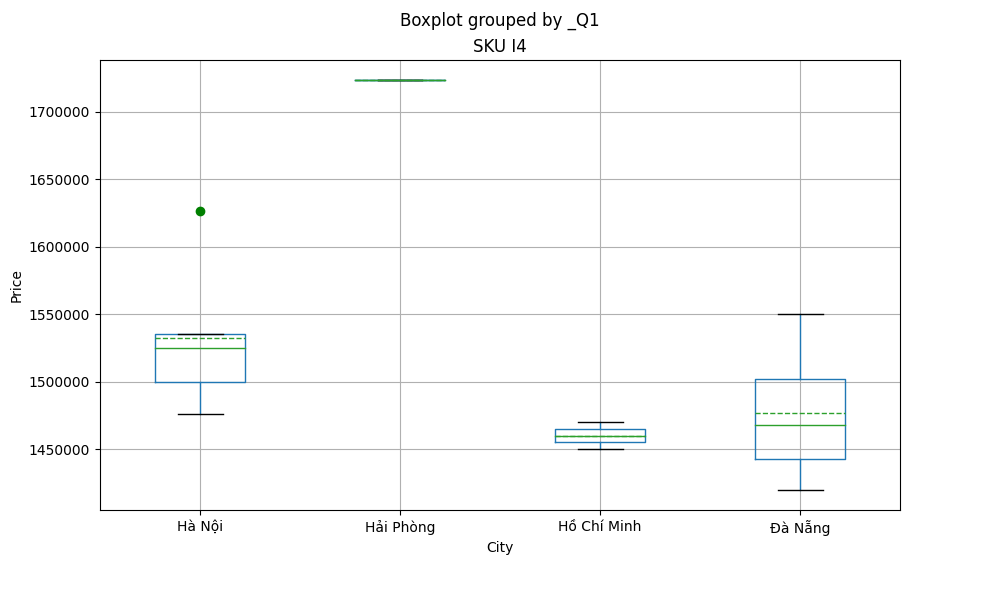 Boxplot grouped by _Q1
SKU I4
1700000
1650000
1600000
1550000
1500000
1450000
Price
Hà Nội
Hải Phòng
Hồ Chí Minh
Đà Nẵng
City